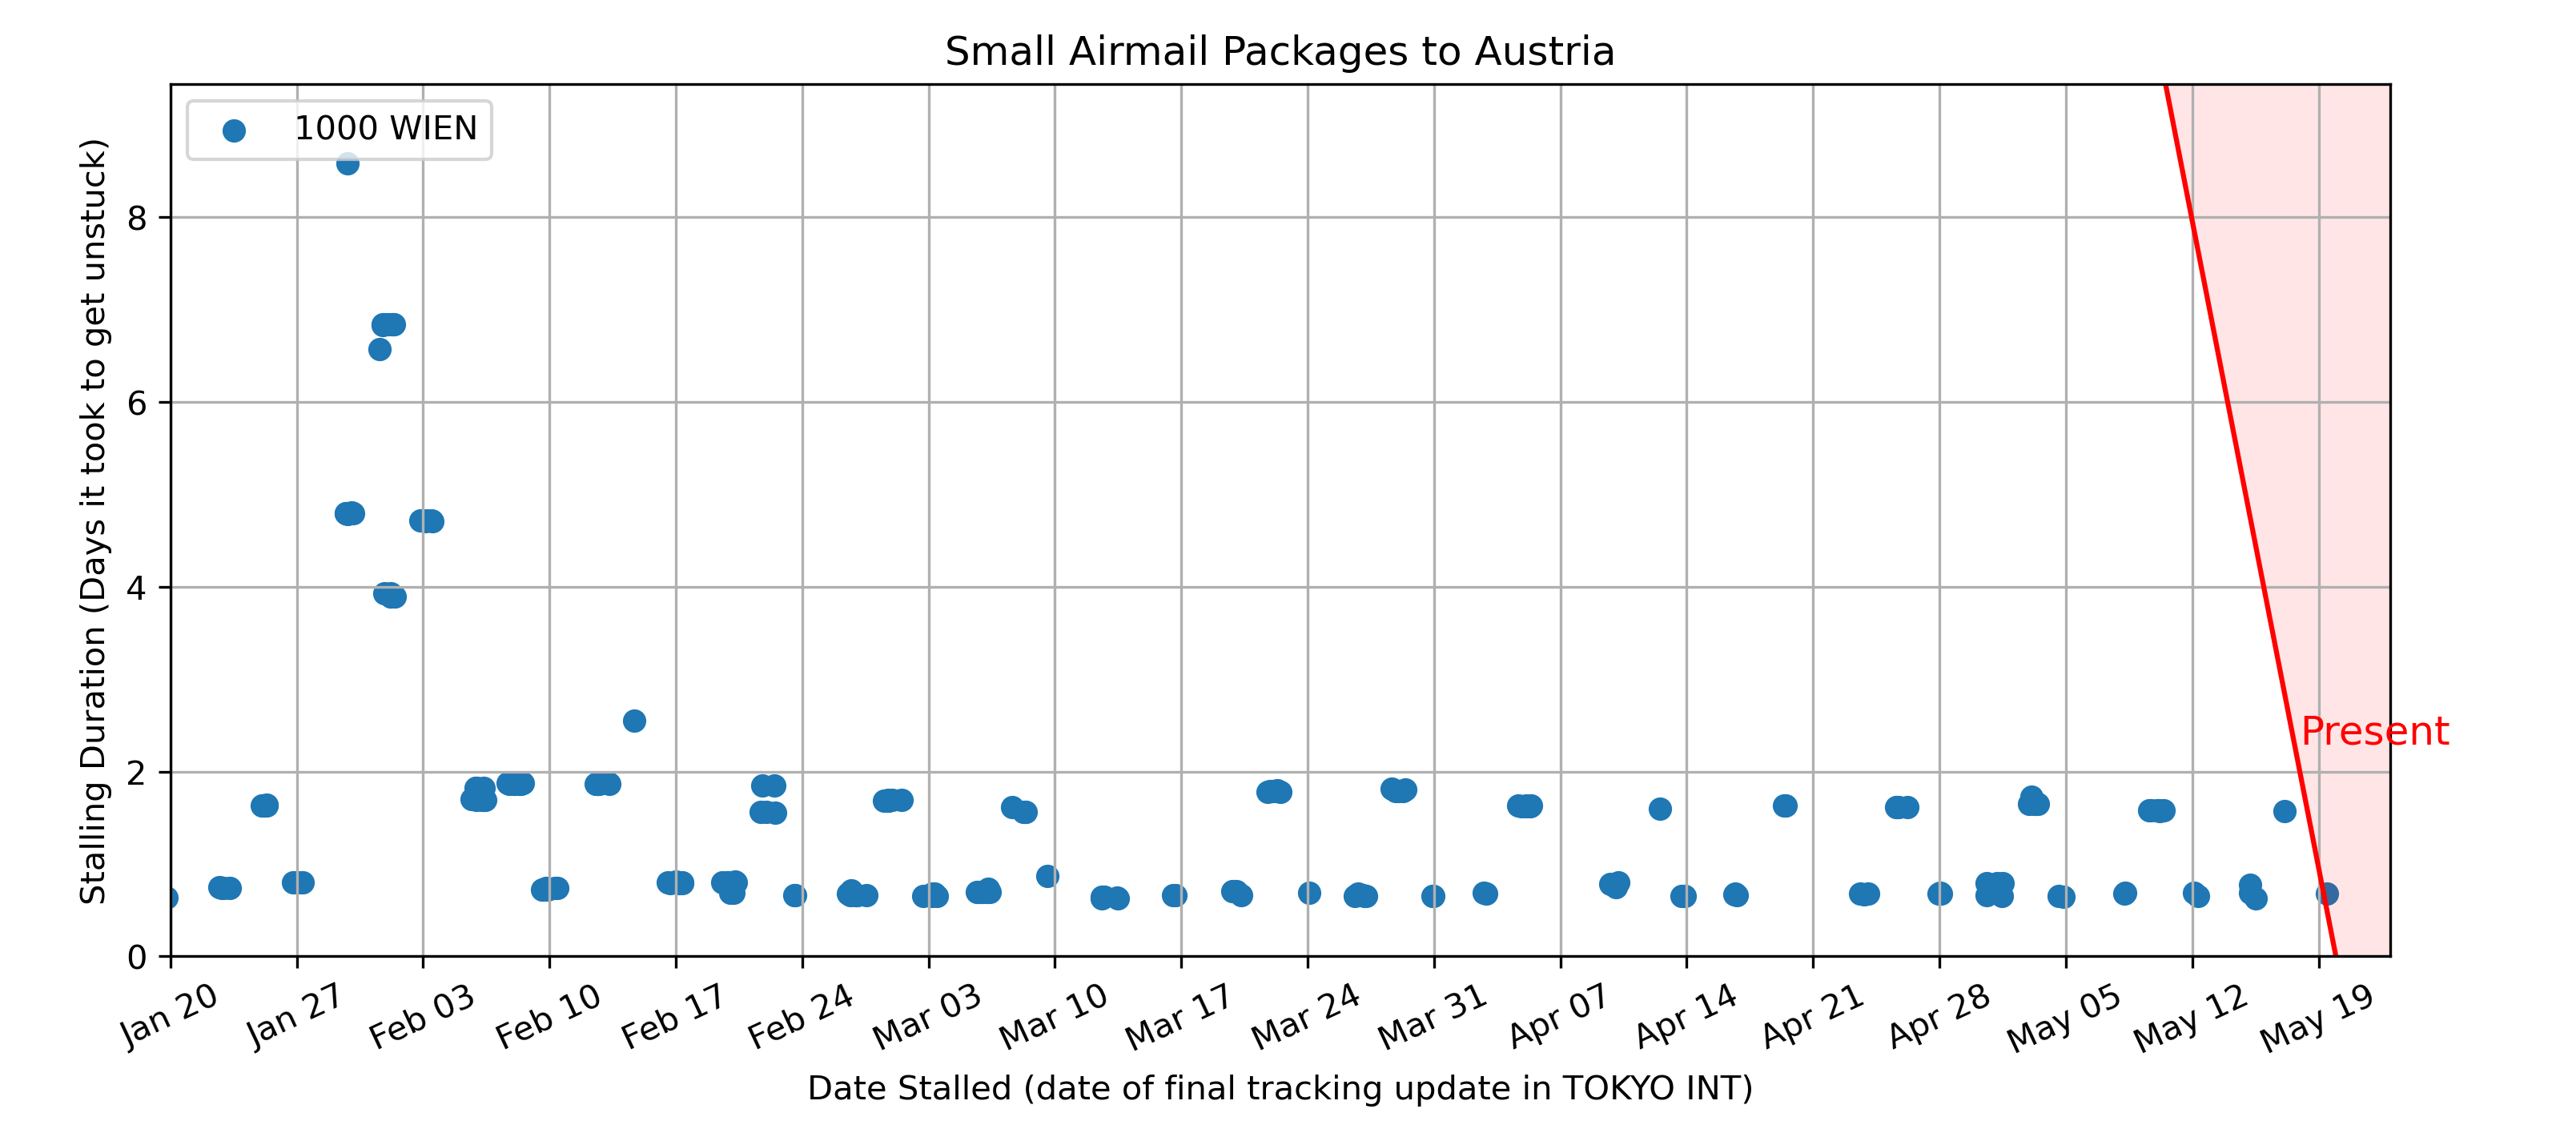 Small Airmail Packages to Austria
1000 WIEN
Stalling Duration (Days it took to get unstuck)
8
6
4
2
0
Present
Jan 20
Jan 27
Feb 03
Feb 10
Feb 17
Feb 24
Mar 03
Mar 10
Mar 17
Mar 24
Mar 31
Apr 07
Apr 14
Apr 21
Apr 28
May 05
May 12
May 19
Date Stalled (date of final tracking update in TOKYO INT)